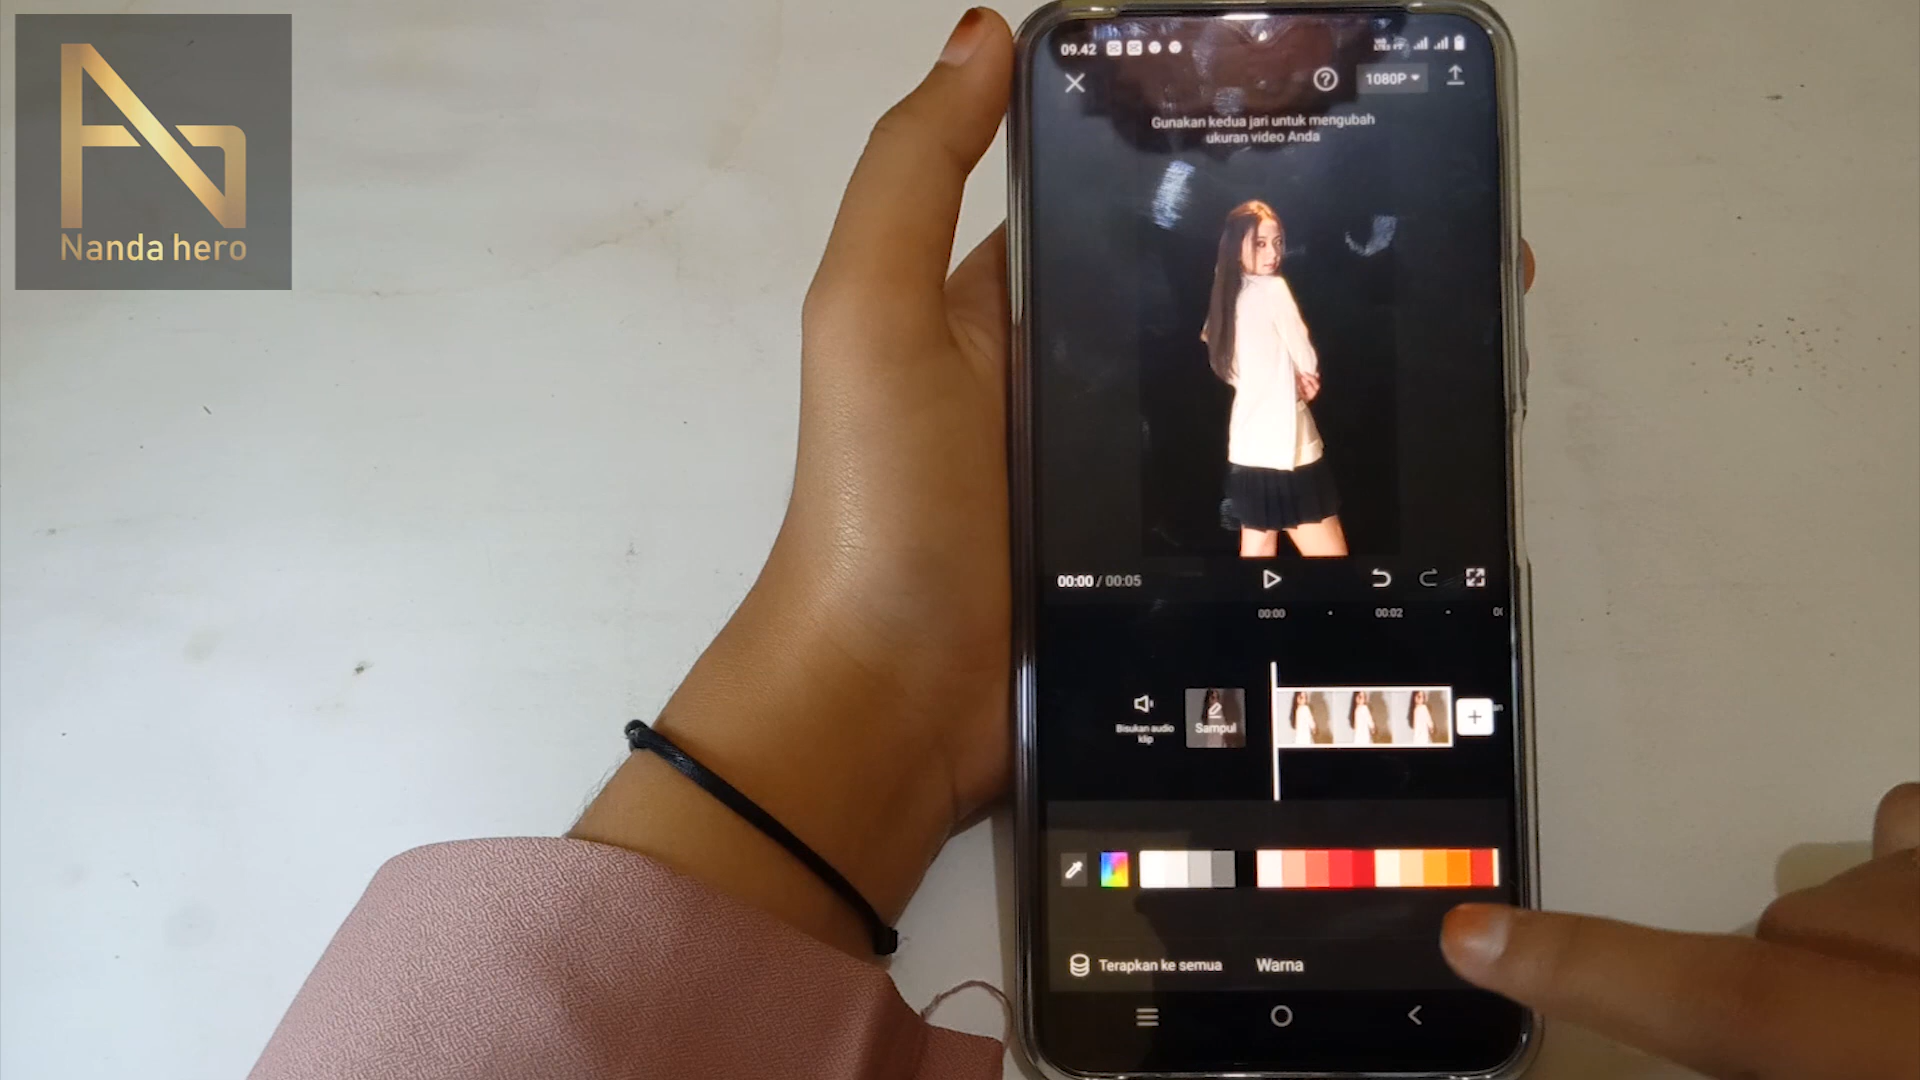 Nanda hero
09.42
1080P
Gunakan kedua jari untuk mengubah
ukuran video Anda
00:00 / 00:05
00:00
00:02
Bisukan audio
klip
Sampul
Terapkan ke semua
Warna